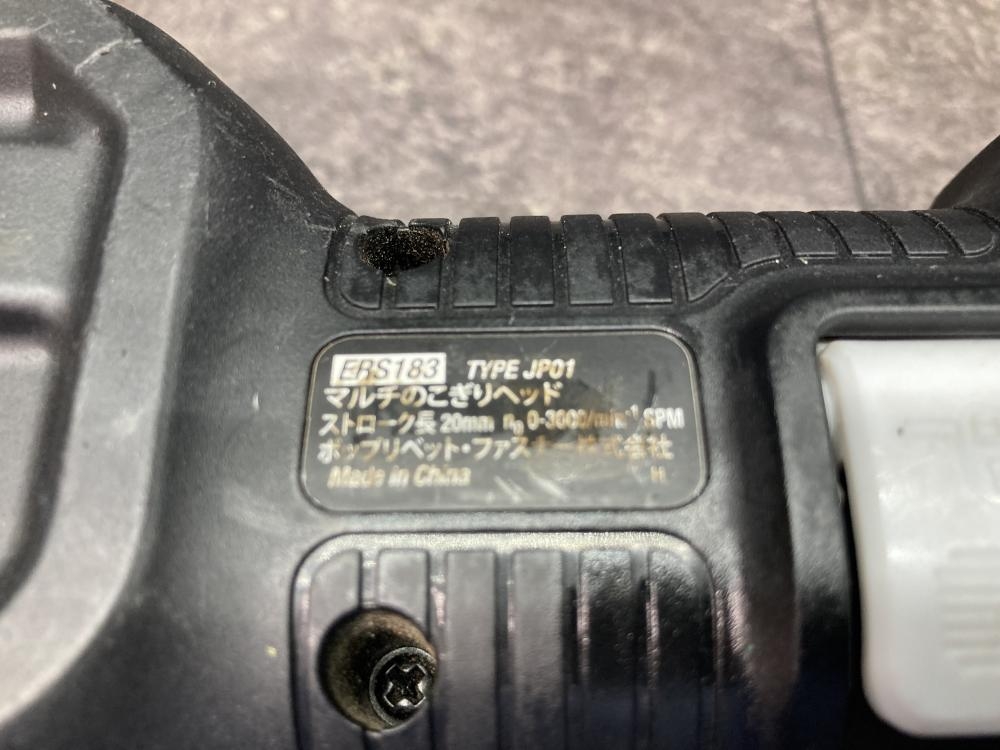 EBS183 TYPE JP01
マルチのこぎりヘッド
ストローク長 20mm n₀ 0-3000/min⁻¹ SPM
ポップリベット・ファスナー株式会社
Made in China H